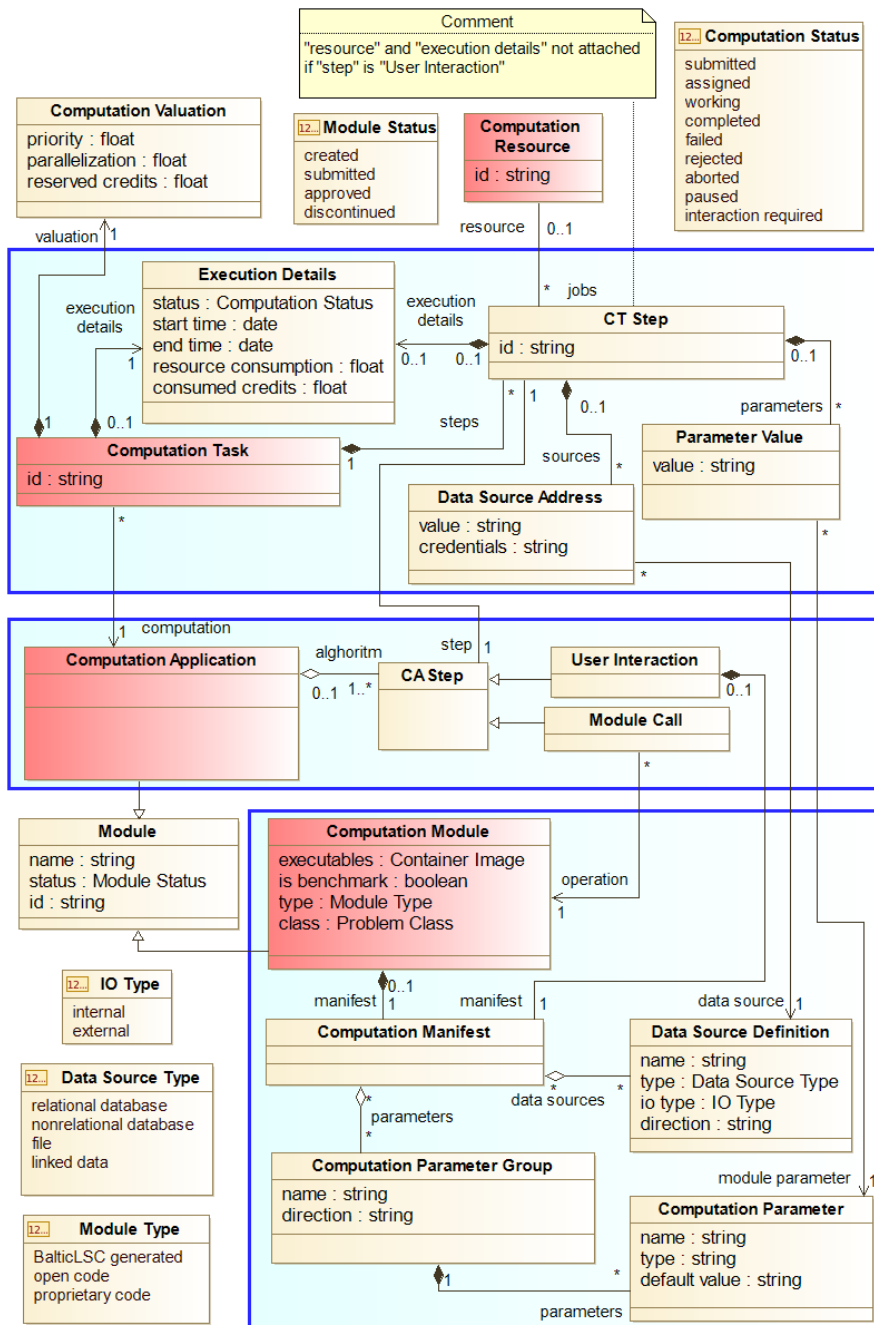 Comment
"resource" and "execution details" not attached
if "step" is "User Interaction"
12... Computation Status
submitted
assigned
working
completed
failed
rejected
aborted
paused
interaction required
Computation Valuation
priority : float
parallelization : float
reserved credits : float
12... Module Status
created
submitted
approved
discontinued
Computation
Resource
id : string
valuation 1
resource 0..1
* jobs
Execution Details
status : Computation Status
start time : date
end time : date
resource consumption : float
consumed credits : float
execution
details
1
0..1
1
execution
details
0..1 0..1
CT Step
id : string
0..1
parameters
*
* 1 0..1
steps
sources
*
Computation Task
id : string
1
*
Parameter Value
value : string
*
Data Source Address
value : string
credentials : string
*
1 computation
Computation Application
alghoritm
0..1 1..*
step
1
CA Step
User Interaction
0..1
Module Call
*
Module
name : string
status : Module Status
id : string
Computation Module
executables : Container Image
is benchmark : boolean
type : Module Type
class : Problem Class
operation
1
0..1
manifest 1
manifest 1
data source 1
12... IO Type
internal
external
Computation Manifest
*
*
data sources
*
Data Source Definition
name : string
type : Data Source Type
io type : IO Type
direction : string
12... Data Source Type
relational database
nonrelational database
file
linked data
parameters
*
Computation Parameter Group
name : string
direction : string
1
module parameter 1
Computation Parameter
name : string
type : string
default value : string
*
parameters
12... Module Type
BalticLSC generated
open code
proprietary code